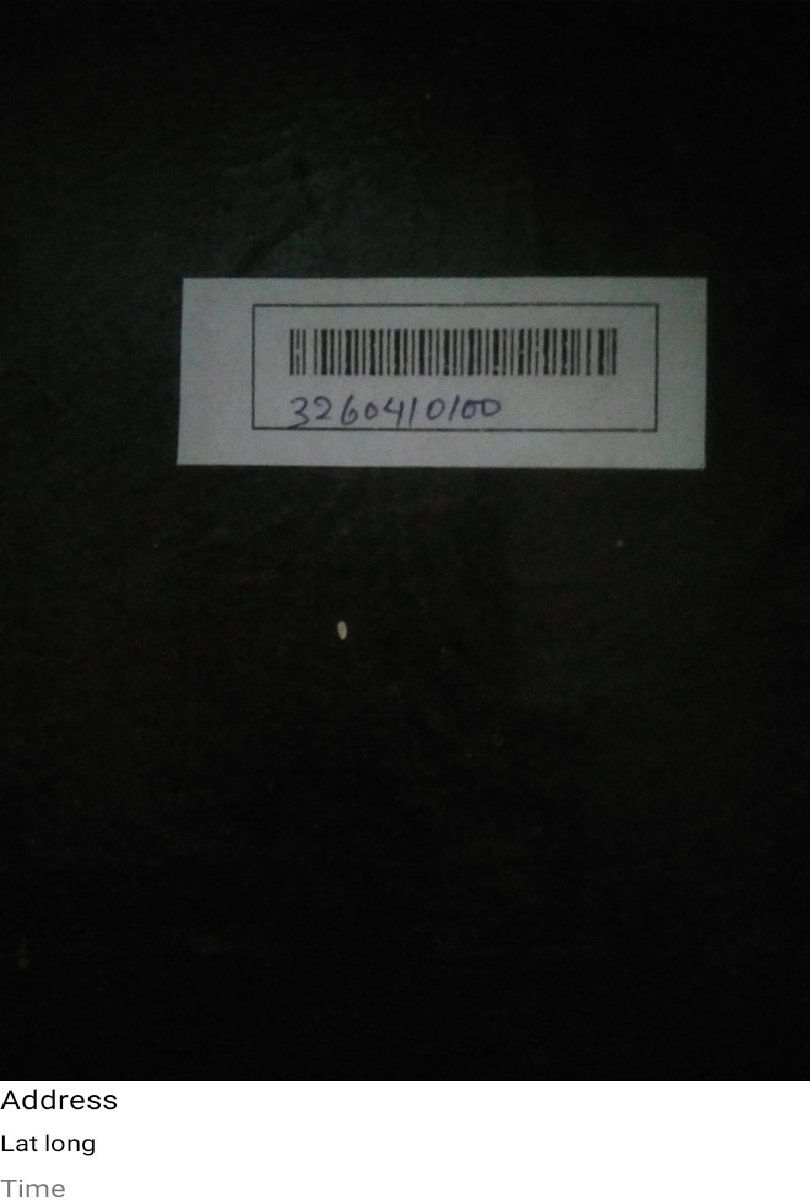 3260410100
Address
Lat long
Time